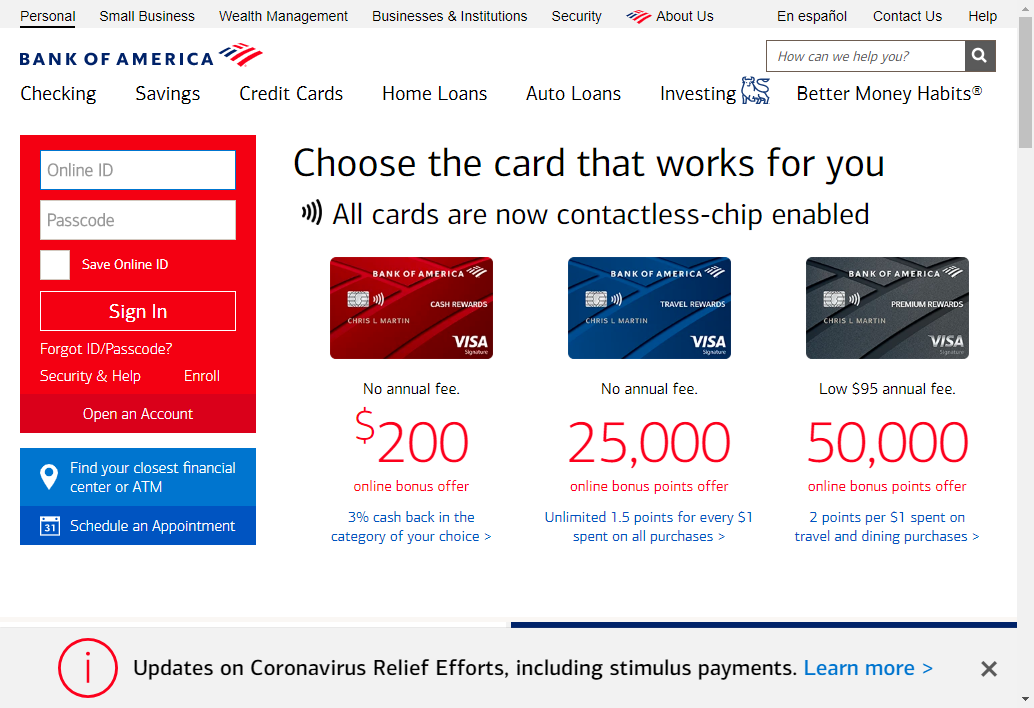 Personal Small Business Wealth Management Businesses & Institutions Security About Us En español Contact Us Help
BANK OF AMERICA
How can we help you?
Checking Savings Credit Cards Home Loans Auto Loans Investing Better Money Habits®
Online ID
Passcode
Save Online ID
Sign In
Forgot ID/Passcode?
Security & Help Enroll
Open an Account
Find your closest financial
center or ATM
31 Schedule an Appointment
Choose the card that works for you
All cards are now contactless-chip enabled
BANK OF AMERICA
CASH REWARDS
CHRIS L MARTIN
VISA
Signature
No annual fee.
$200
online bonus offer
3% cash back in the
category of your choice >
BANK OF AMERICA
TRAVEL REWARDS
CHRIS L MARTIN
VISA
Signature
No annual fee.
25,000
online bonus points offer
Unlimited 1.5 points for every $1
spent on all purchases >
BANK OF AMERICA
PREMIUM REWARDS
CHRIS L MARTIN
VISA
Signature
Low $95 annual fee.
50,000
online bonus points offer
2 points per $1 spent on
travel and dining purchases >
i Updates on Coronavirus Relief Efforts, including stimulus payments. Learn more >